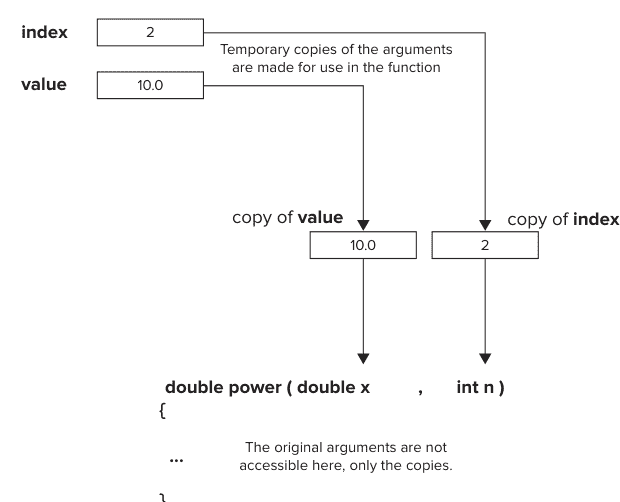 index 2
Temporary copies of the arguments
are made for use in the function
value 10.0
copy of value
copy of index
10.0 2
double power ( double x , int n )
{
... The original arguments are not
accessible here, only the copies.
}